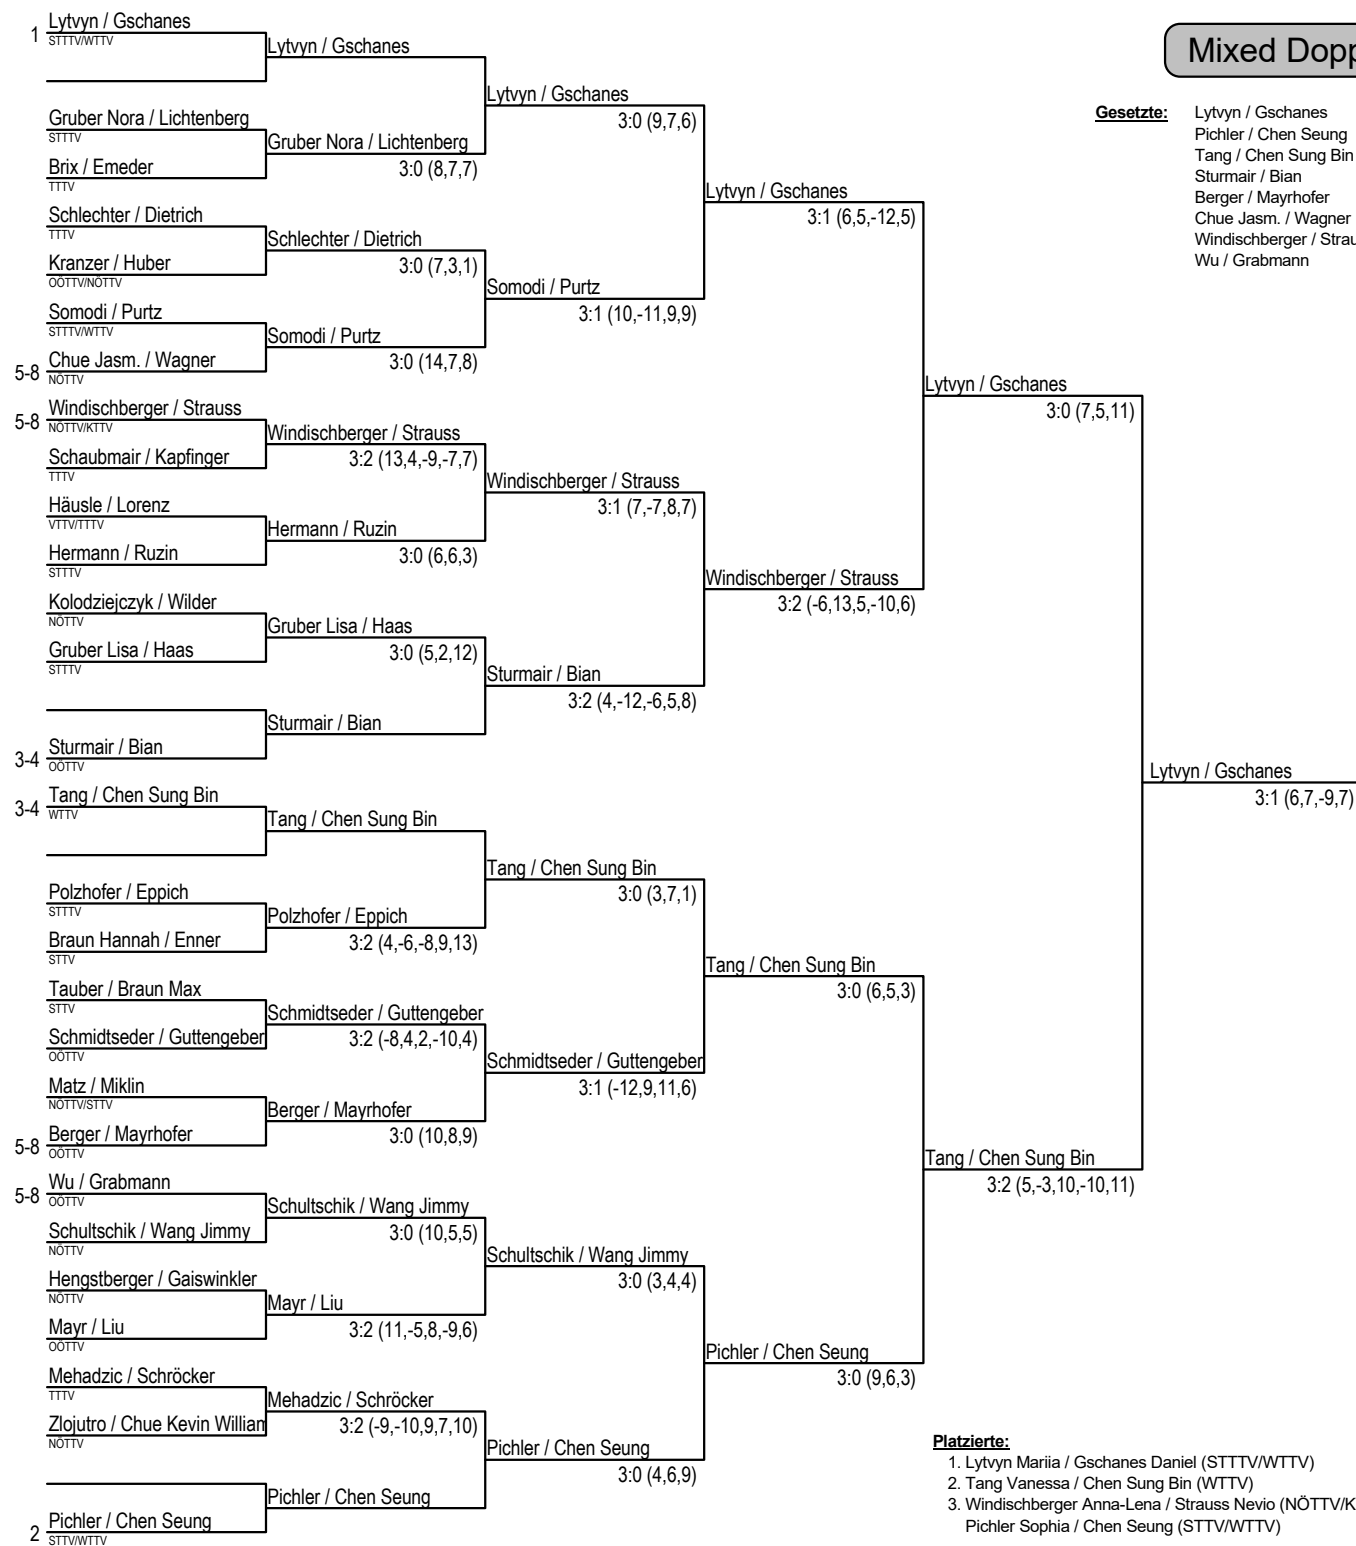 Mixed Dopp
Gesetzte:
Lytvyn / Gschanes
Pichler / Chen Seung
Tang / Chen Sung Bin
Sturmair / Bian
Berger / Mayrhofer
Chue Jasm. / Wagner
Windischberger / Strau
Wu / Grabmann
1
Lytvyn / Gschanes
STTTV/WTTV
Gruber Nora / Lichtenberg
STTTV
Brix / Emeder
TTTV
Schlechter / Dietrich
TTTV
Kranzer / Huber
OÖTTV/NÖTTV
Somodi / Purtz
STTTV/WTTV
5-8
Chue Jasm. / Wagner
NÖTTV
5-8
Windischberger / Strauss
NÖTTV/KTTV
Schaubmair / Kapfinger
TTTV
Häusle / Lorenz
VTTV/TTTV
Hermann / Ruzin
STTTV
Kolodziejczyk / Wilder
NÖTTV
Gruber Lisa / Haas
STTTV
3-4
Sturmair / Bian
OÖTTV
3-4
Tang / Chen Sung Bin
WTTV
Polzhofer / Eppich
STTTV
Braun Hannah / Enner
STTV
Tauber / Braun Max
STTV
Schmidtseder / Guttengeber
OÖTTV
Matz / Miklin
NÖTTV/STTV
5-8
Berger / Mayrhofer
OÖTTV
5-8
Wu / Grabmann
OÖTTV
Schultschik / Wang Jimmy
NÖTTV
Hengstberger / Gaiswinkler
NÖTTV
Mayr / Liu
OÖTTV
Mehadzic / Schröcker
TTTV
Zlojutro / Chue Kevin William
NÖTTV
2
Pichler / Chen Seung
STTV/WTTV
Lytvyn / Gschanes
Gruber Nora / Lichtenberg
3:0 (8,7,7)
Schlechter / Dietrich
3:0 (7,3,1)
Somodi / Purtz
3:0 (14,7,8)
Windischberger / Strauss
3:2 (13,4,-9,-7,7)
Hermann / Ruzin
3:0 (6,6,3)
Gruber Lisa / Haas
3:0 (5,2,12)
Sturmair / Bian
Tang / Chen Sung Bin
Polzhofer / Eppich
3:2 (4,-6,-8,9,13)
Schmidtseder / Guttengeber
3:2 (-8,4,2,-10,4)
Berger / Mayrhofer
3:0 (10,8,9)
Schultschik / Wang Jimmy
3:0 (10,5,5)
Mayr / Liu
3:2 (11,-5,8,-9,6)
Mehadzic / Schröcker
3:2 (-9,-10,9,7,10)
Pichler / Chen Seung
Lytvyn / Gschanes
3:0 (9,7,6)
Somodi / Purtz
3:1 (10,-11,9,9)
Windischberger / Strauss
3:1 (7,-7,8,7)
Sturmair / Bian
3:2 (4,-12,-6,5,8)
Tang / Chen Sung Bin
3:0 (3,7,1)
Schmidtseder / Guttengeber
3:1 (-12,9,11,6)
Schultschik / Wang Jimmy
3:0 (3,4,4)
Pichler / Chen Seung
3:0 (4,6,9)
Lytvyn / Gschanes
3:1 (6,5,-12,5)
Windischberger / Strauss
3:2 (-6,13,5,-10,6)
Tang / Chen Sung Bin
3:0 (6,5,3)
Pichler / Chen Seung
3:0 (9,6,3)
Lytvyn / Gschanes
3:0 (7,5,11)
Tang / Chen Sung Bin
3:2 (5,-3,10,-10,11)
Lytvyn / Gschanes
3:1 (6,7,-9,7)
Platzierte:
1. Lytvyn Mariia / Gschanes Daniel (STTTV/WTTV)
2. Tang Vanessa / Chen Sung Bin (WTTV)
3. Windischberger Anna-Lena / Strauss Nevio (NÖTTV/K
Pichler Sophia / Chen Seung (STTV/WTTV)